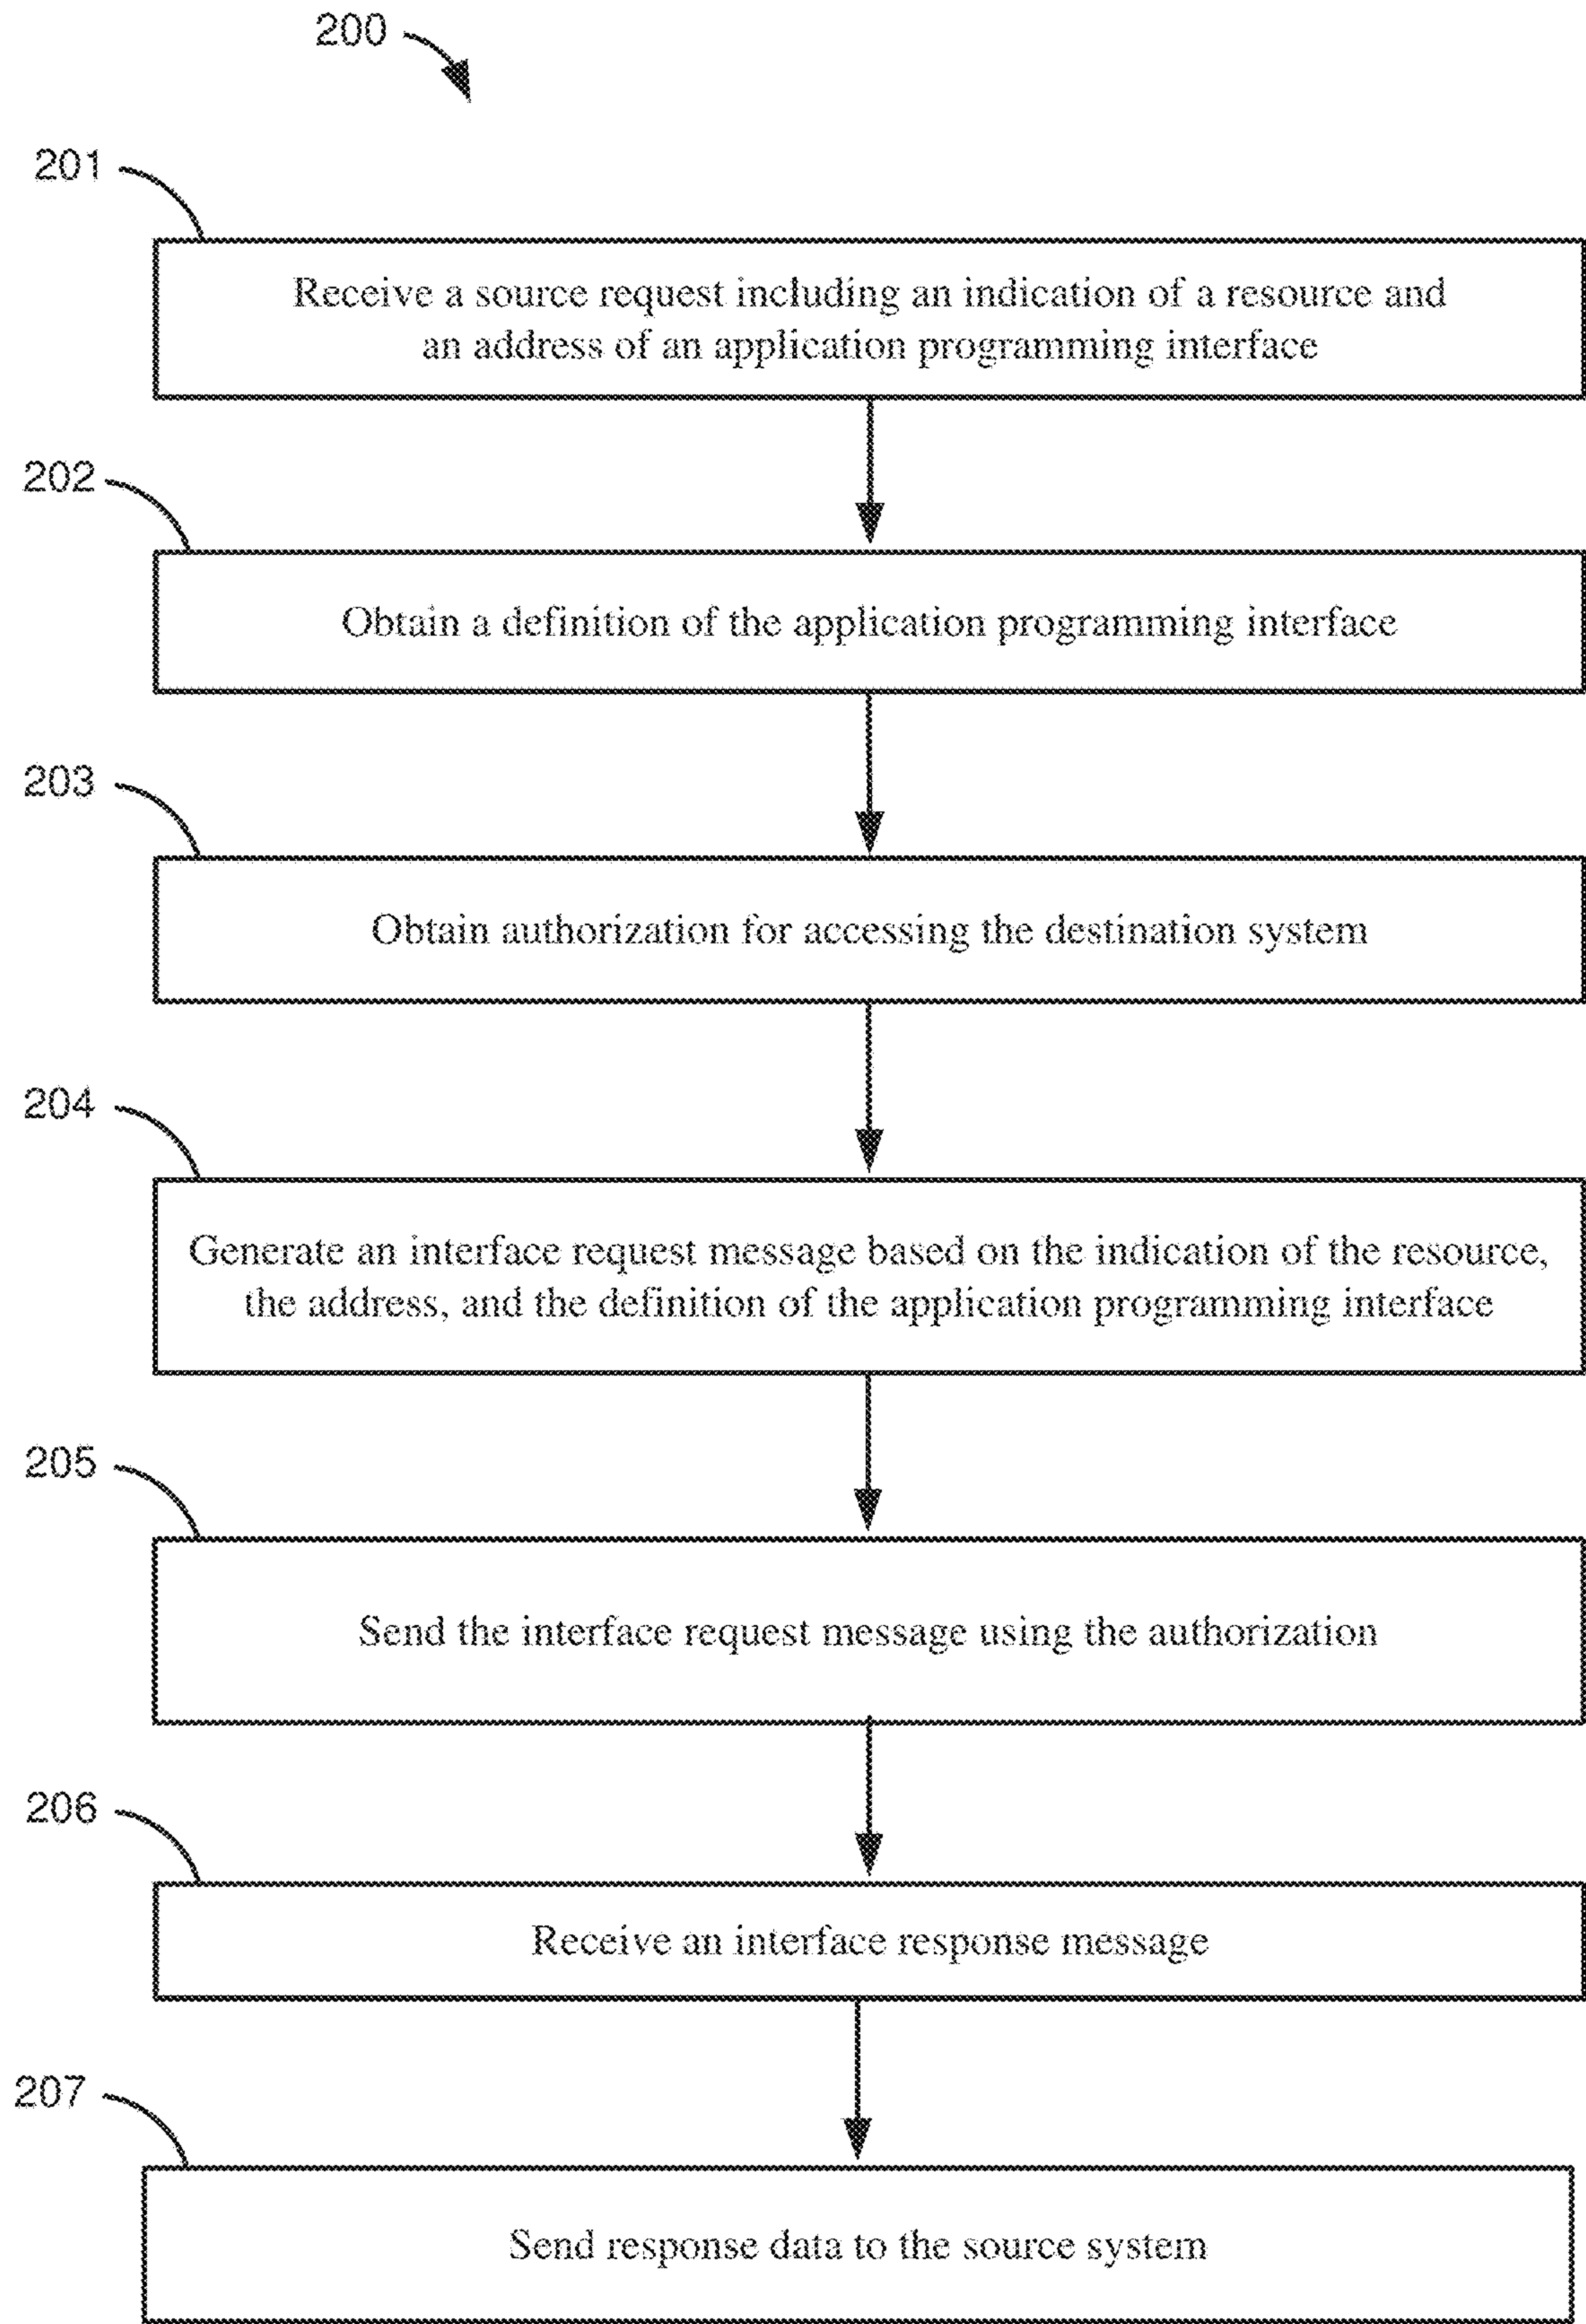 200
201
Receive a source request including an indication of a resource and
an address of an application programming interface
202
Obtain a definition of the application programming interface
203
Obtain authorization for accessing the destination system
204
Generate an interface request message based on the indication of the resource,
the address, and the definition of the application programming interface
205
Send the interface request message using the authorization
206
Receive an interface response message
207
Send response data to the source system